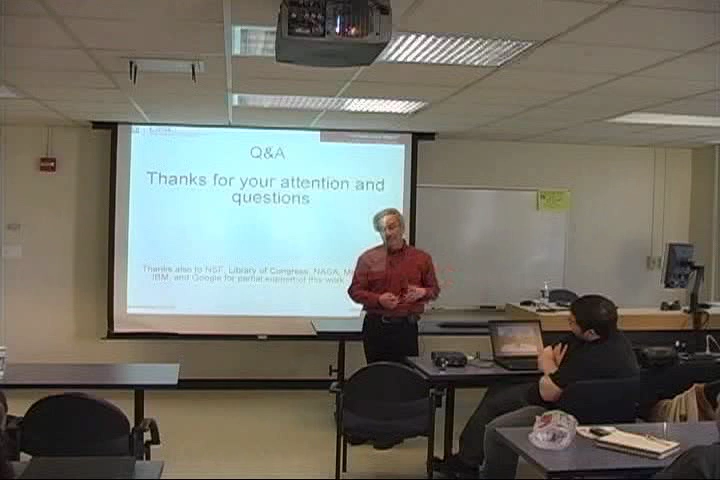 Q&A
Thanks for your attention and
questions
Thanks also to NSF, Library of Congress, NASA,
IBM, and Google for partial support of this work